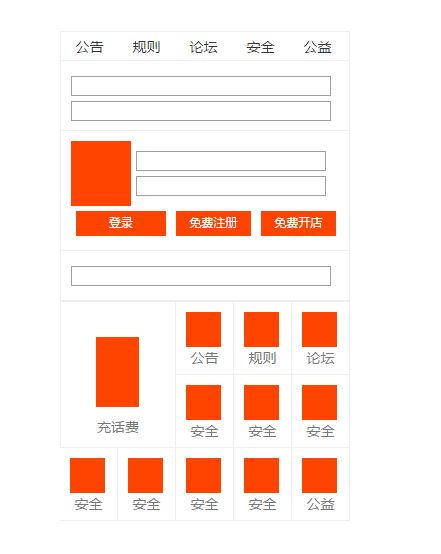 公告 规则 论坛 安全 公益
登录 免费注册 免费开店
公告 规则 论坛
充话费
安全 安全 安全
安全 安全 安全 安全 公益